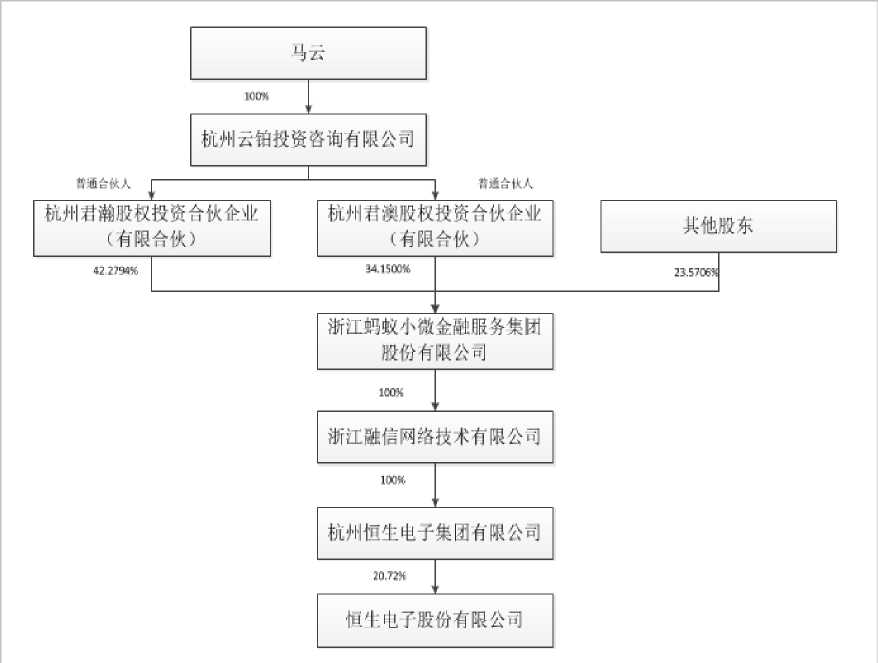 马云
100%
杭州云铂投资咨询有限公司
普通合伙人
普通合伙人
杭州君瀚股权投资合伙企业
（有限合伙）
杭州君澳股权投资合伙企业
（有限合伙）
其他股东
42.2794%
34.1500%
23.5706%
浙江蚂蚁小微金融服务集团
股份有限公司
100%
浙江融信网络技术有限公司
100%
杭州恒生电子集团有限公司
20.72%
恒生电子股份有限公司